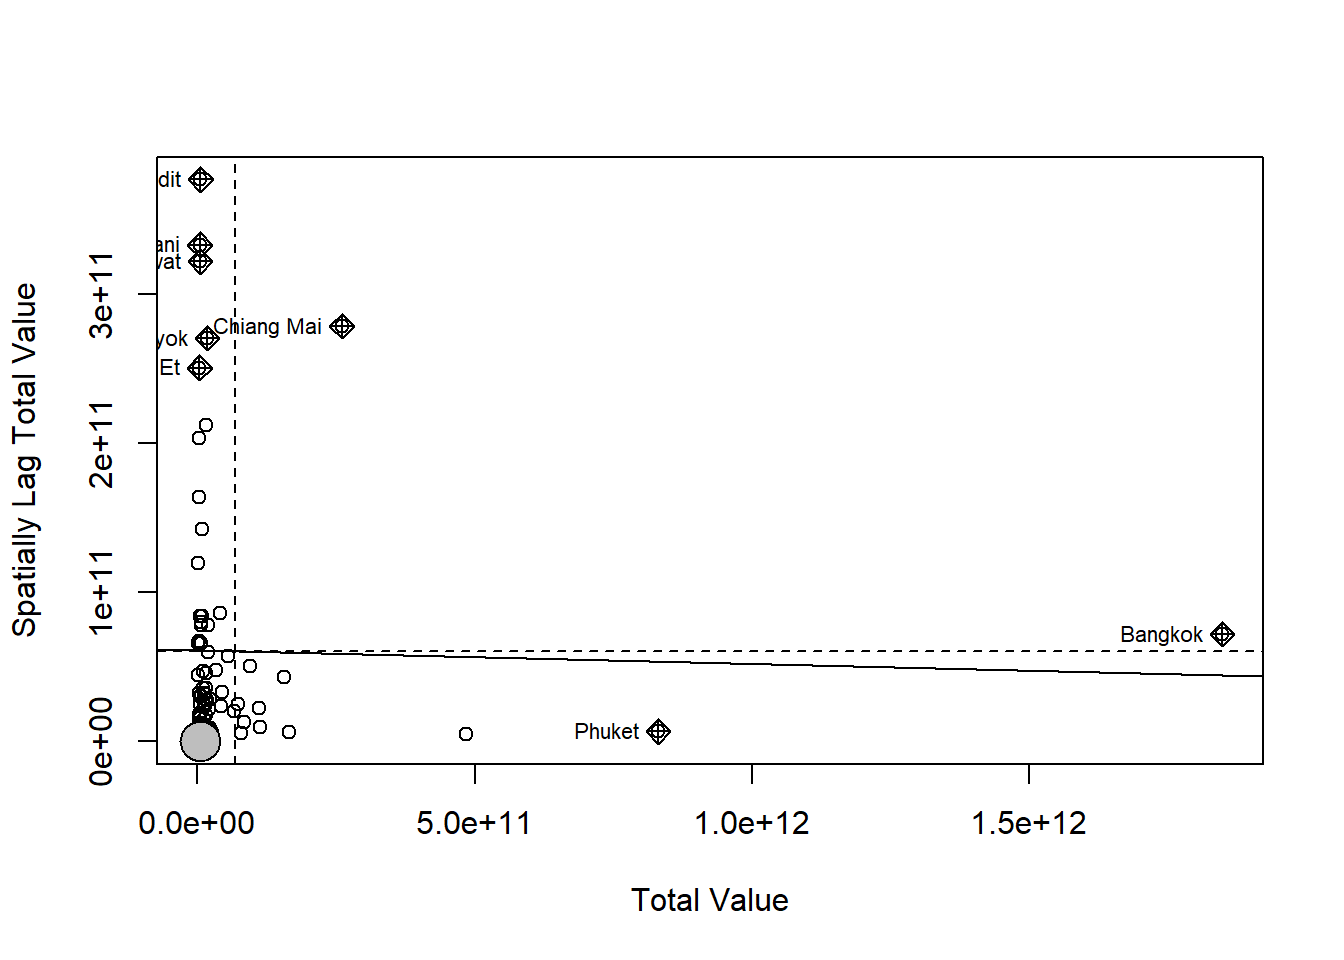 dit
ani
wat
Chiang Mai
yok
Et
Bangkok
Phuket
Spatially Lag Total Value
3e+11
2e+11
1e+11
0e+00
0.0e+00 5.0e+11 1.0e+12 1.5e+12
Total Value